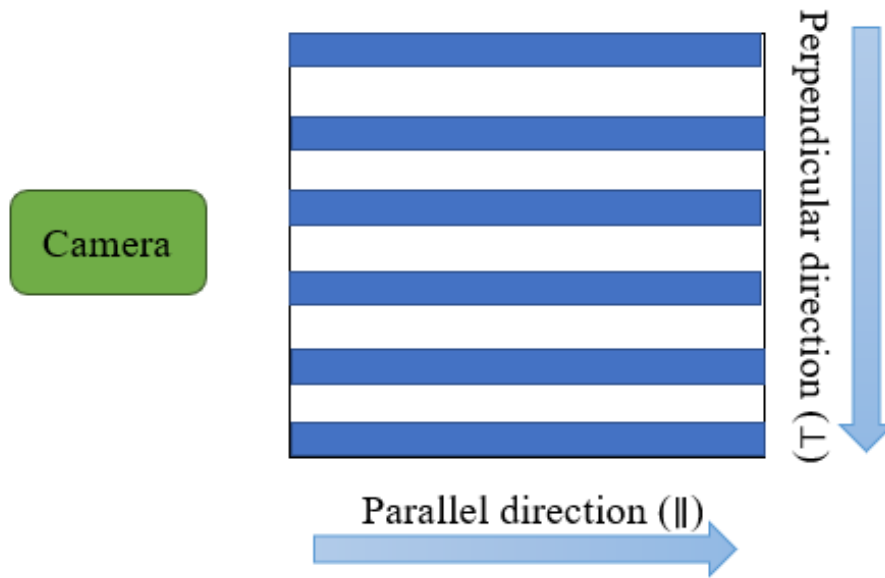 Camera
Perpendicular direction (⊥)
Parallel direction (∥)